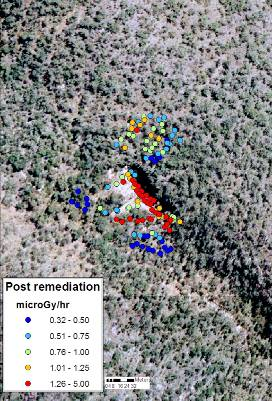 Post remediation
microGy/hr
0.32 - 0.50
0.51 - 0.75
0.76 - 1.00
1.01 - 1.25
1.26 - 5.00
Meters